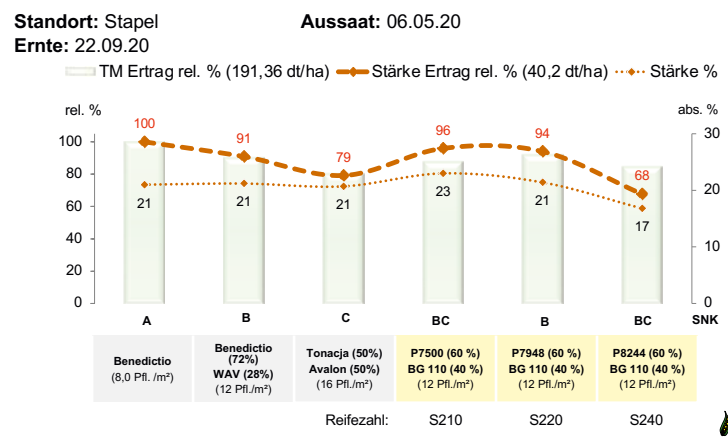 Standort: Stapel Aussaat: 06.05.20
Ernte: 22.09.20
TM Ertrag rel. % (191,36 dt/ha) Stärke Ertrag rel. % (40,2 dt/ha) Stärke %
rel. % abs. %
100 91 79 96 94 68
21 21 21 23 21 17
100
80
60
40
20
0
30
20
10
0
A B C BC B BC SNK
Benedictio
(8,0 Pfl. /m²)
Benedictio
(72%)
WAV (28%)
(12 Pfl./m²)
Tonacja (50%)
Avalon (50%)
(16 Pfl./m²)
P7500 (60 %)
BG 110 (40 %)
(12 Pfl./m²)
P7948 (60 %)
BG 110 (40 %)
(12 Pfl./m²)
P8244 (60 %)
BG 110 (40 %)
(12 Pfl./m²)
Reifezahl: S210 S220 S240